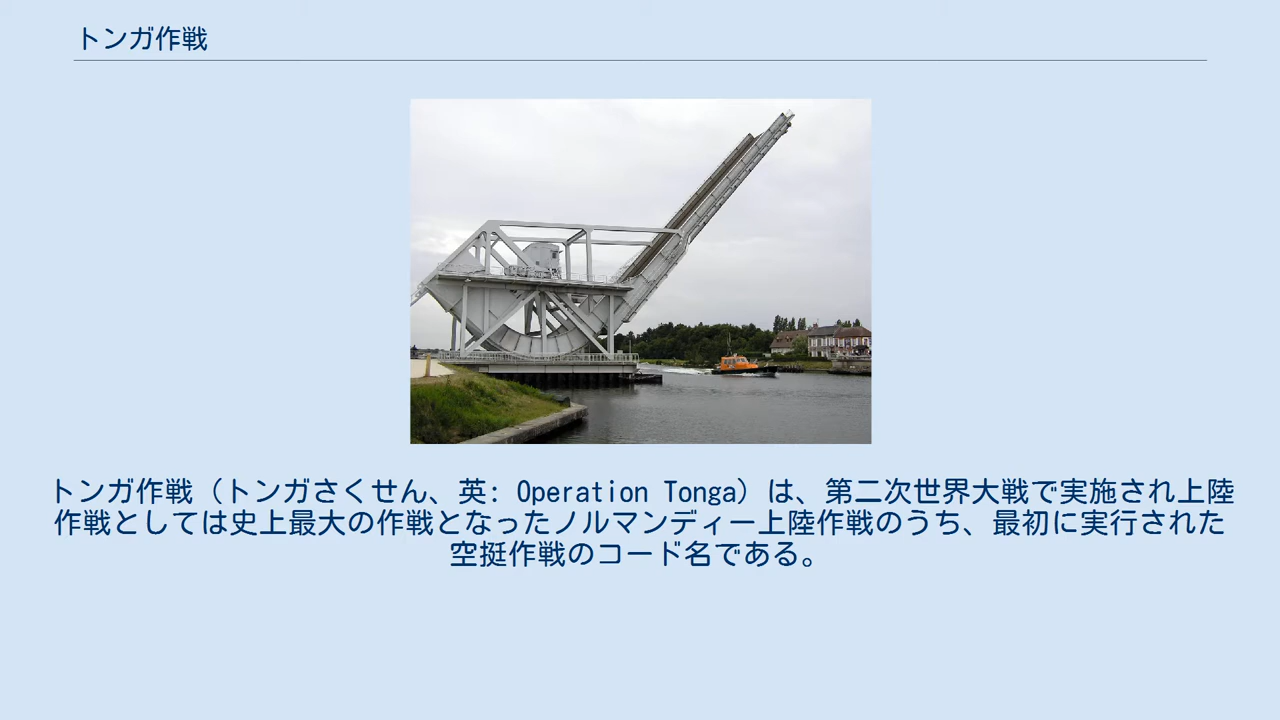 トンガ作戦
トンガ作戦（トンガさくせん、英: Operation Tonga）は、第二次世界大戦で実施され上陸
作戦としては史上最大の作戦となったノルマンディー上陸作戦のうち、最初に実行された
空挺作戦のコード名である。